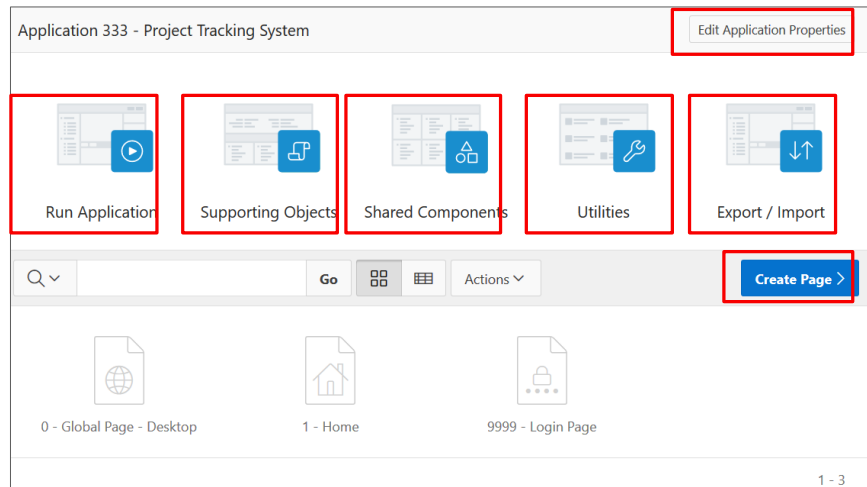 Application 333 - Project Tracking System
Edit Application Properties
Run Application
Supporting Objects
Shared Components
Utilities
Export / Import
Go
Actions
Create Page
0 - Global Page - Desktop
1 - Home
9999 - Login Page
1 - 3